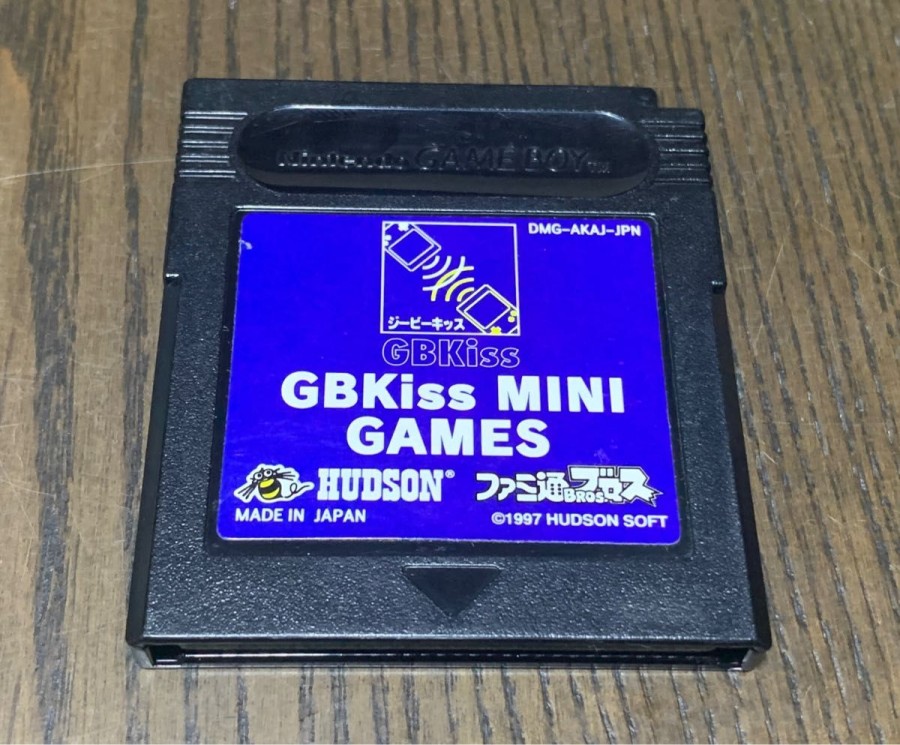 Nintendo GAME BOY TM
DMG-AKAJ-JPN
ジーピーキッス
GBKiss
GBKiss MINI
GAMES
HUDSON® ファミ通ブロス BROS.
MADE IN JAPAN ©1997 HUDSON SOFT